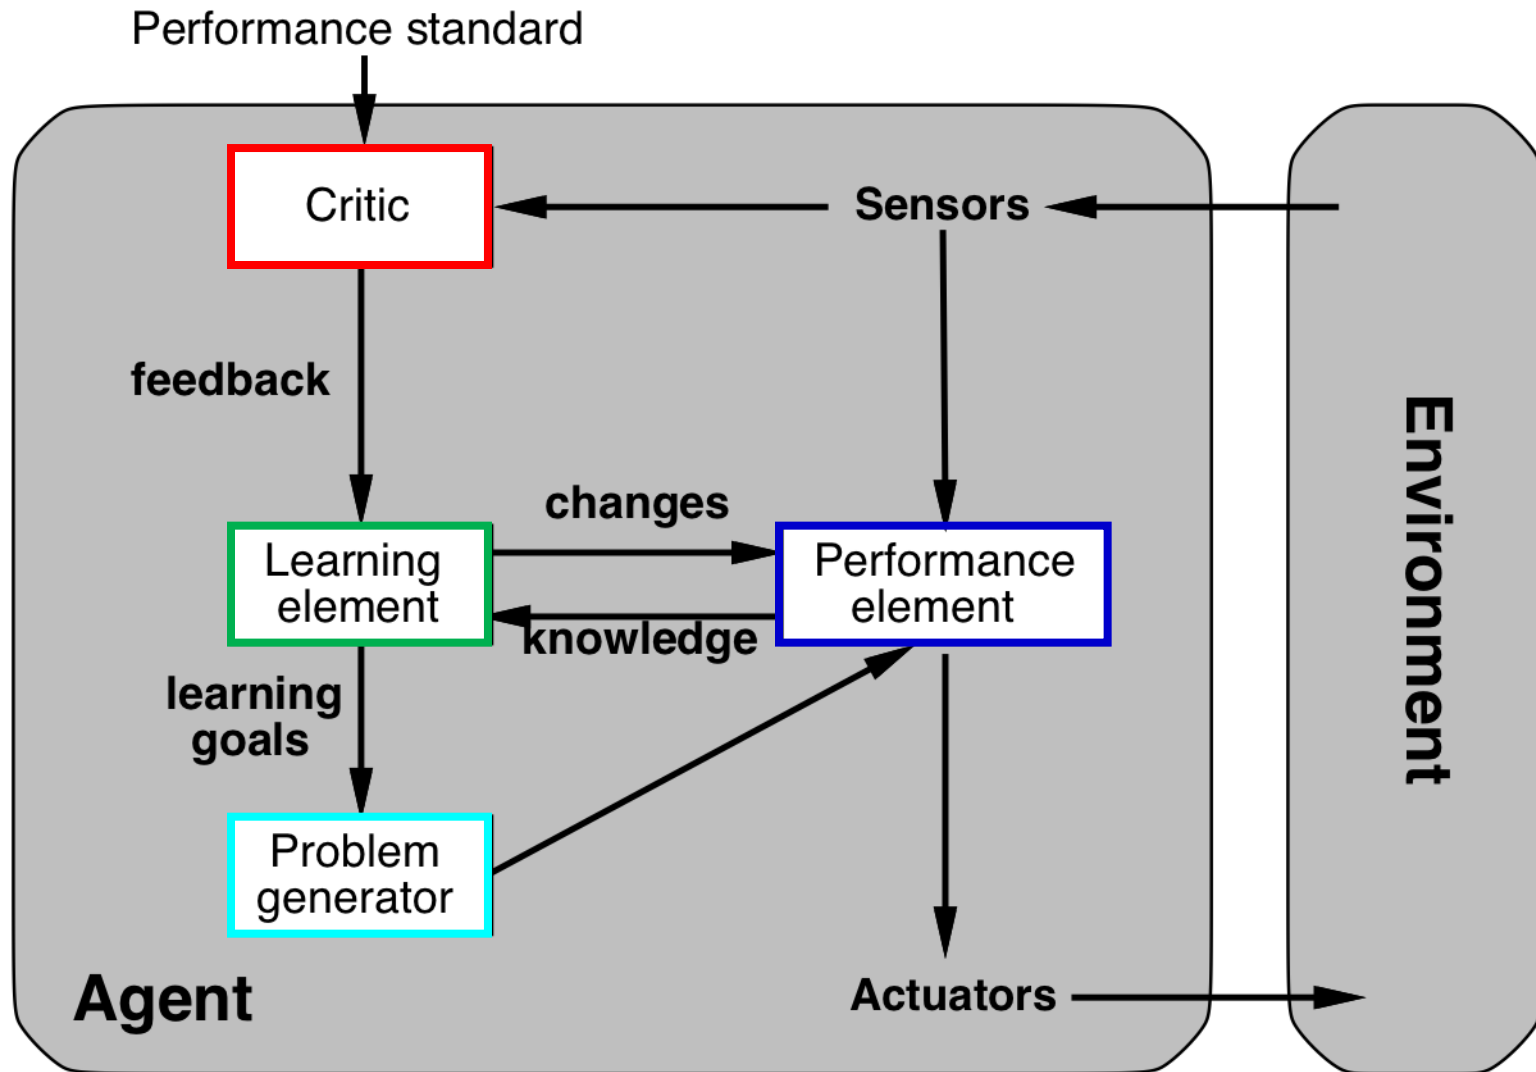 Performance standard
Critic
Sensors
feedback
changes
Learning
element
Performance
element
knowledge
learning
goals
Problem
generator
Agent
Actuators
Environment